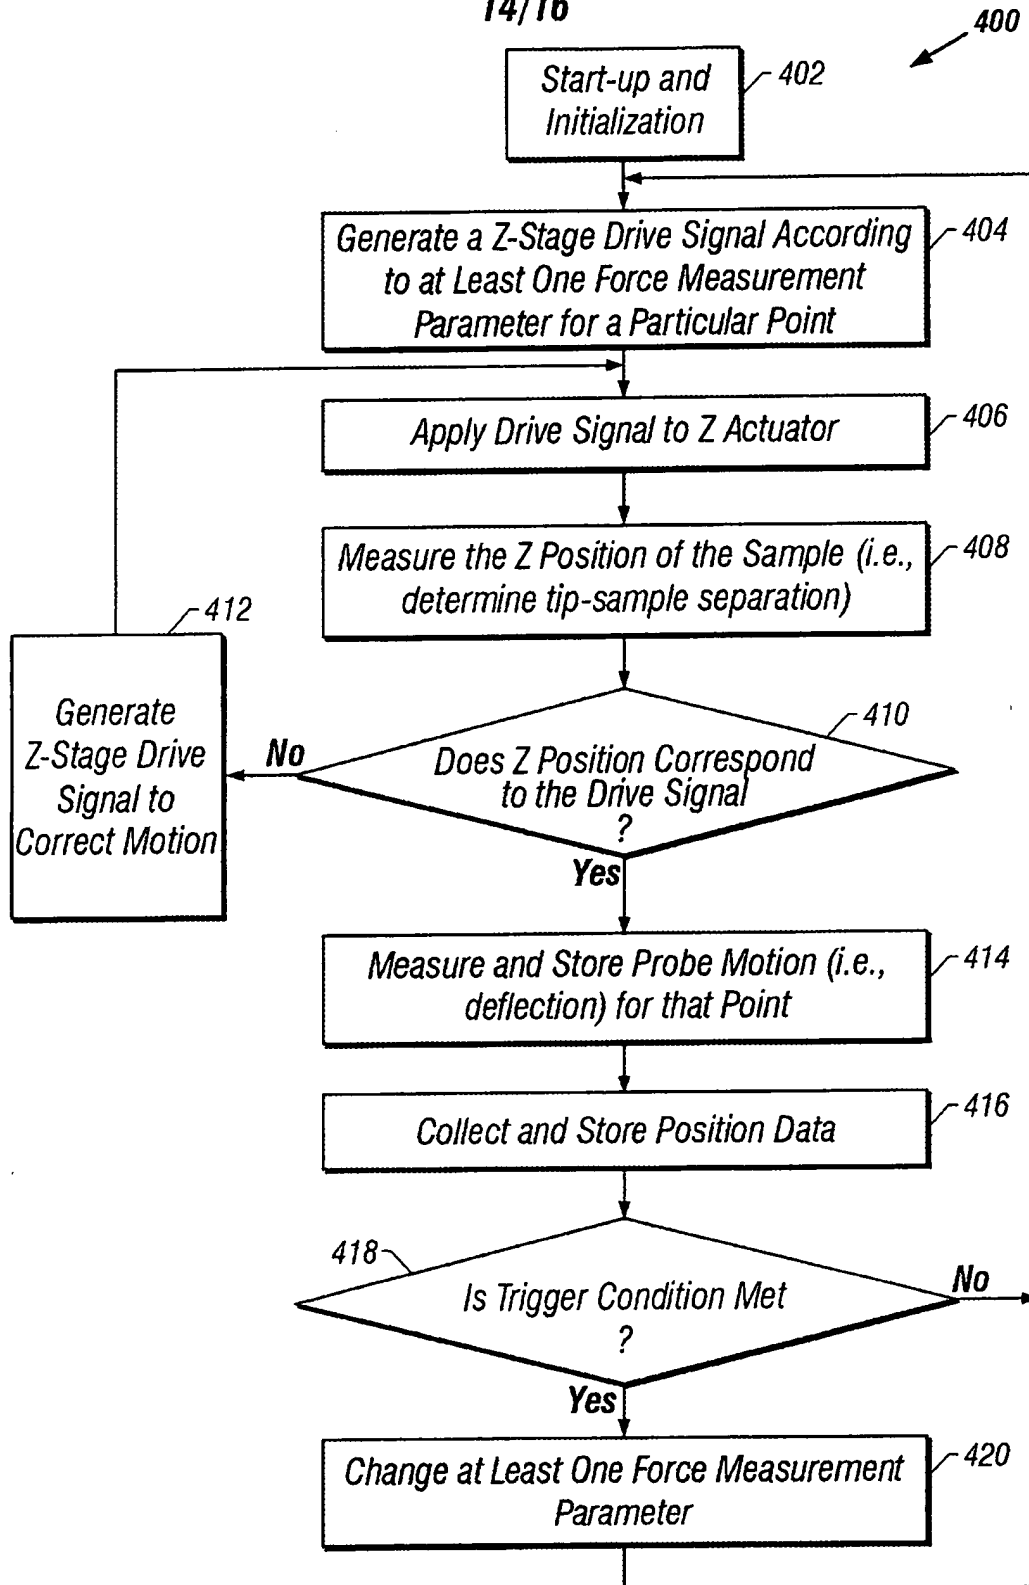 14/16
400
Start-up and
Initialization
402
Generate a Z-Stage Drive Signal According
to at Least One Force Measurement
Parameter for a Particular Point
404
Apply Drive Signal to Z Actuator
406
Measure the Z Position of the Sample (i.e.,
determine tip-sample separation)
408
412
Generate
Z-Stage Drive
Signal to
Correct Motion
No
Does Z Position Correspond
to the Drive Signal
?
410
Yes
Measure and Store Probe Motion (i.e.,
deflection) for that Point
414
Collect and Store Position Data
416
418
Is Trigger Condition Met
?
No
Yes
Change at Least One Force Measurement
Parameter
420